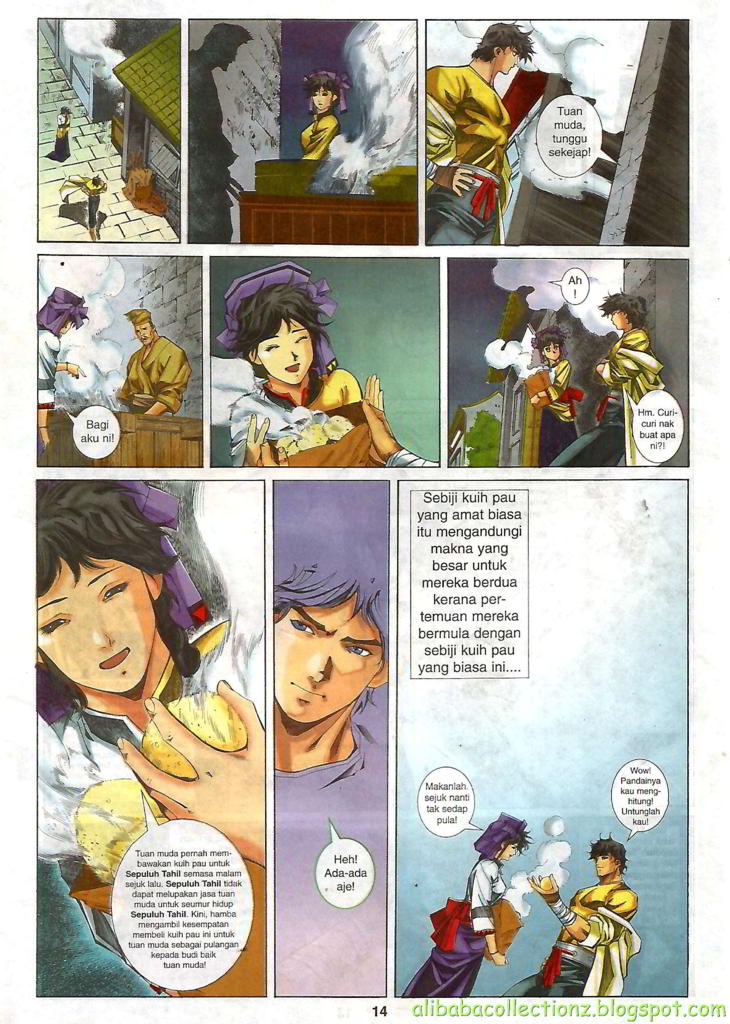 Tuan
muda,
tunggu
sekejap!
Bagi
aku ni!
Ah
!
Hm. Curi-
curi nak
buat apa
ni?!
Tuan muda pernah mem-
bawakan kuih pau untuk
Sepuluh Tahil semasa malam
sejuk lalu. Sepuluh Tahil tidak
dapat melupakan jasa tuan
muda untuk seumur hidup
Sepuluh Tahil. Kini, hamba
mengambil kesempatan
membeli kuih pau ini untuk
tuan muda sebagai pulangan
kepada budi baik
tuan muda!
Heh!
Ada-ada
aje!
Sebiji kuih pau
yang amat biasa
itu mengandungi
makna yang
besar untuk
mereka berdua
kerana per-
temuan mereka
bermula dengan
sebiji kuih pau
yang biasa ini....
Makanlah.
sejuk nanti
tak sedap
pula!
Wow!
Pandainya
kau meng-
hitung!
Untunglah
kau!
14
alibabacollectionz.blogspot.com